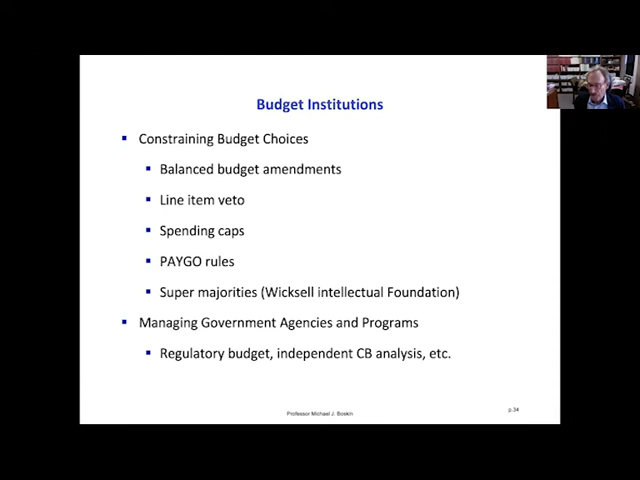 Budget Institutions
Constraining Budget Choices
Balanced budget amendments
Line item veto
Spending caps
PAYGO rules
Super majorities (Wicksell intellectual Foundation)
Managing Government Agencies and Programs
Regulatory budget, independent CB analysis, etc.
Professor Michael J. Boskin
p.34